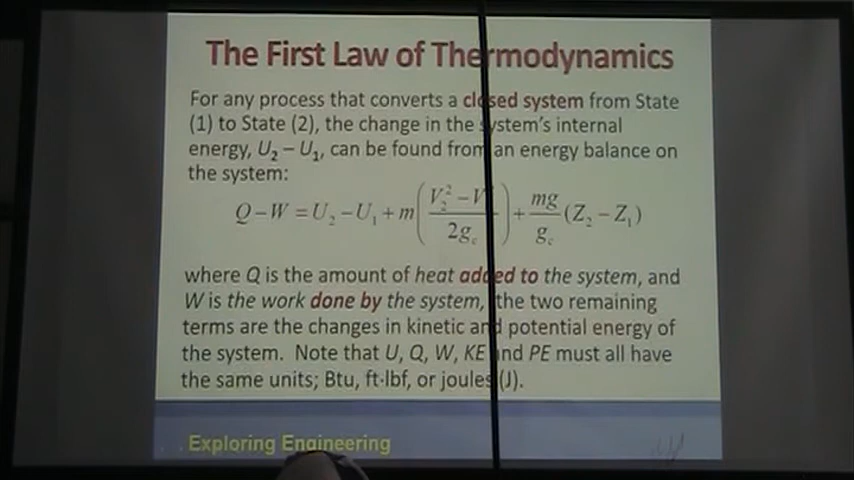 The First Law of Thermodynamics
For any process that converts a closed system from State
(1) to State (2), the change in the system's internal
energy, U₂ – U₁, can be found from an energy balance on
the system:
Q – W = U₂ – U₁ + m( (V₂² – V) / 2g_c ) + mg/g_c (Z₂ – Z₁)
where Q is the amount of heat added to the system, and
W is the work done by the system, the two remaining
terms are the changes in kinetic and potential energy of
the system. Note that U, Q, W, KE and PE must all have
the same units; Btu, ft·lbf, or joules (J).
Exploring Engineering